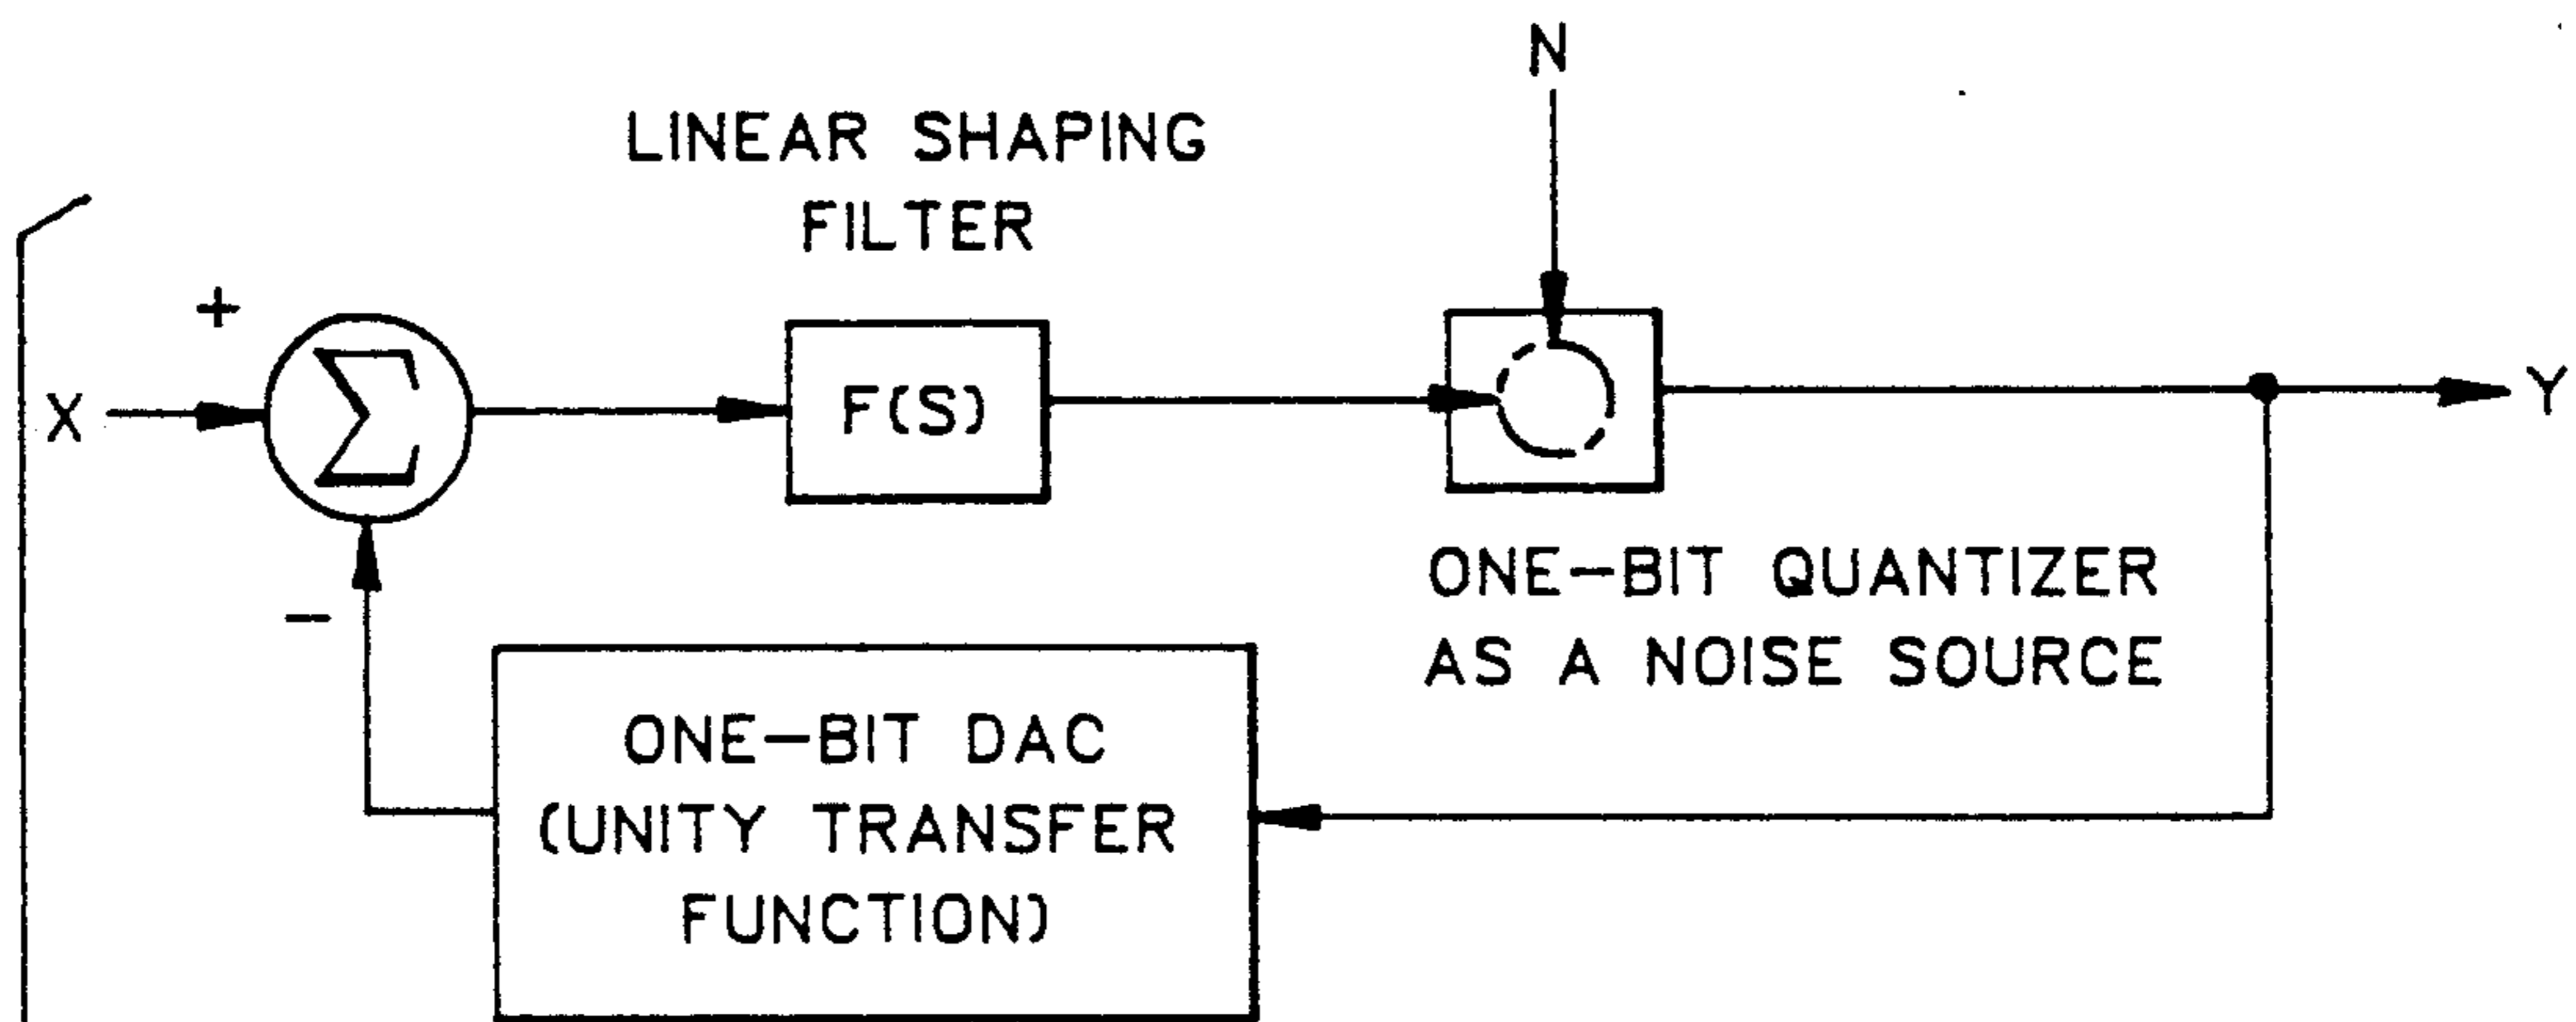 N
LINEAR SHAPING
FILTER
+
X
Σ
F(S)
Y
−
ONE-BIT QUANTIZER
AS A NOISE SOURCE
ONE-BIT DAC
(UNITY TRANSFER
FUNCTION)